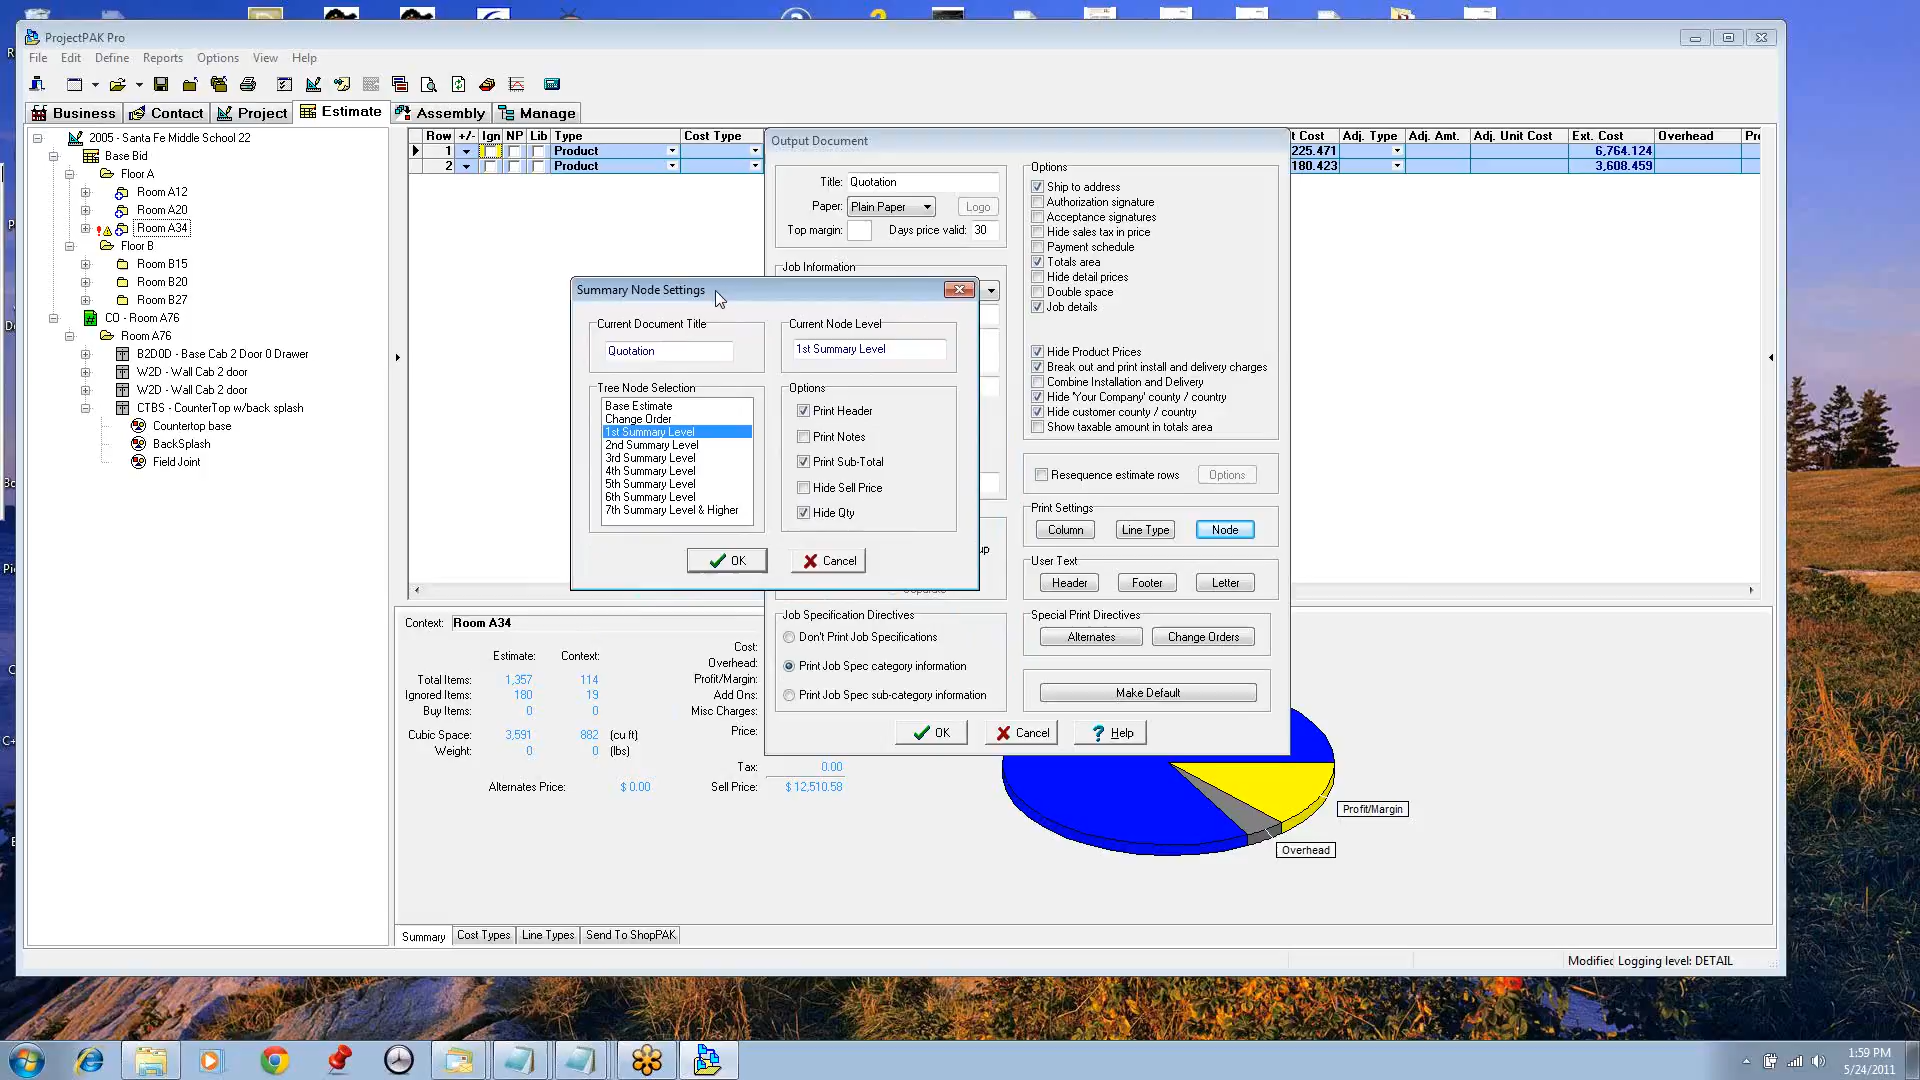 ProjectPAK Pro
File Edit Define Reports Options View Help
Business Contact Project Estimate Assembly Manage
2005 - Santa Fe Middle School 22
Base Bid
Floor A
Room A12
Room A20
Room A34
Floor B
Room B15
Room B20
Room B27
CO - Room A76
Room A76
B2D0D - Base Cab 2 Door 0 Drawer
W2D - Wall Cab 2 door
W2D - Wall Cab 2 door
CTBS - CounterTop w/back splash
Countertop base
BackSplash
Field Joint
Row +/- Ign NP Lib Type Cost Type
1 Product
2 Product
t Cost Adj. Type Adj. Amt. Adj. Unit Cost Ext. Cost Overhead Pr
225.471 6,764.124
180.423 3,608.459
Output Document
Title: Quotation
Paper: Plain Paper Logo
Top margin: Days price valid: 30
Job Information
Options
Ship to address
Authorization signature
Acceptance signatures
Hide sales tax in price
Payment schedule
Totals area
Hide detail prices
Double space
Job details
Hide Product Prices
Break out and print install and delivery charges
Combine Installation and Delivery
Hide 'Your Company' county / country
Hide customer county / country
Show taxable amount in totals area
Resequence estimate rows Options
Print Settings
Column Line Type Node
User Text
Header Footer Letter
Special Print Directives
Alternates Change Orders
Make Default
Job Specification Directives
Don't Print Job Specifications
Print Job Spec category information
Print Job Spec sub-category information
OK Cancel Help
Summary Node Settings
Current Document Title
Quotation
Current Node Level
1st Summary Level
Tree Node Selection
Base Estimate
Change Order
1st Summary Level
2nd Summary Level
3rd Summary Level
4th Summary Level
5th Summary Level
6th Summary Level
7th Summary Level & Higher
Options
Print Header
Print Notes
Print Sub-Total
Hide Sell Price
Hide Qty
OK Cancel
up
Context: Room A34
Estimate: Context:
Total Items: 1,357 114
Ignored Items: 180 19
Buy Items: 0 0
Cubic Space: 3,591 882 (cu ft)
Weight: 0 0 (lbs)
Alternates Price: $ 0.00
Cost:
Overhead:
Profit/Margin:
Add Ons:
Misc Charges:
Price:
Tax: 0.00
Sell Price: $ 12,510.58
Profit/Margin
Overhead
Summary Cost Types Line Types Send To ShopPAK
Modified Logging level: DETAIL
1:59 PM
5/24/2011